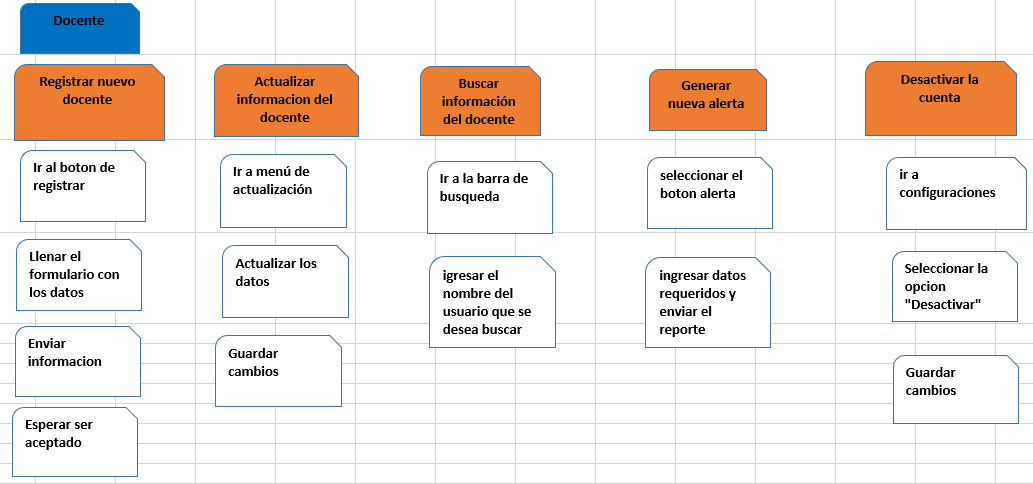 Docente
Registrar nuevo
docente
Actualizar
informacion del
docente
Buscar
información
del docente
Generar
nueva alerta
Desactivar la
cuenta
Ir al boton de
registrar
Ir a menú de
actualización
Ir a la barra de
busqueda
seleccionar el
boton alerta
ir a
configuraciones
Llenar el
formulario con
los datos
Actualizar los
datos
igresar el
nombre del
usuario que se
desea buscar
ingresar datos
requeridos y
enviar el
reporte
Seleccionar la
opcion
"Desactivar"
Enviar
informacion
Guardar
cambios
Guardar
cambios
Esperar ser
aceptado